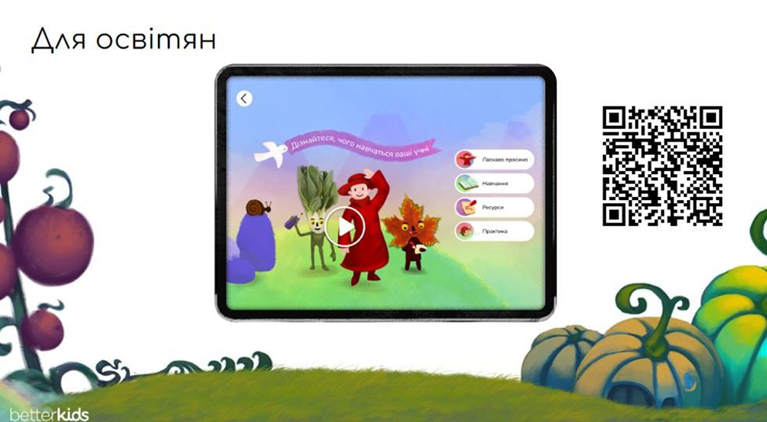 Для освітян
Дізнайтеся, чого навчаться ваші учні
Ласкаво просимо
Навчання
Ресурси
Практика
betterkids